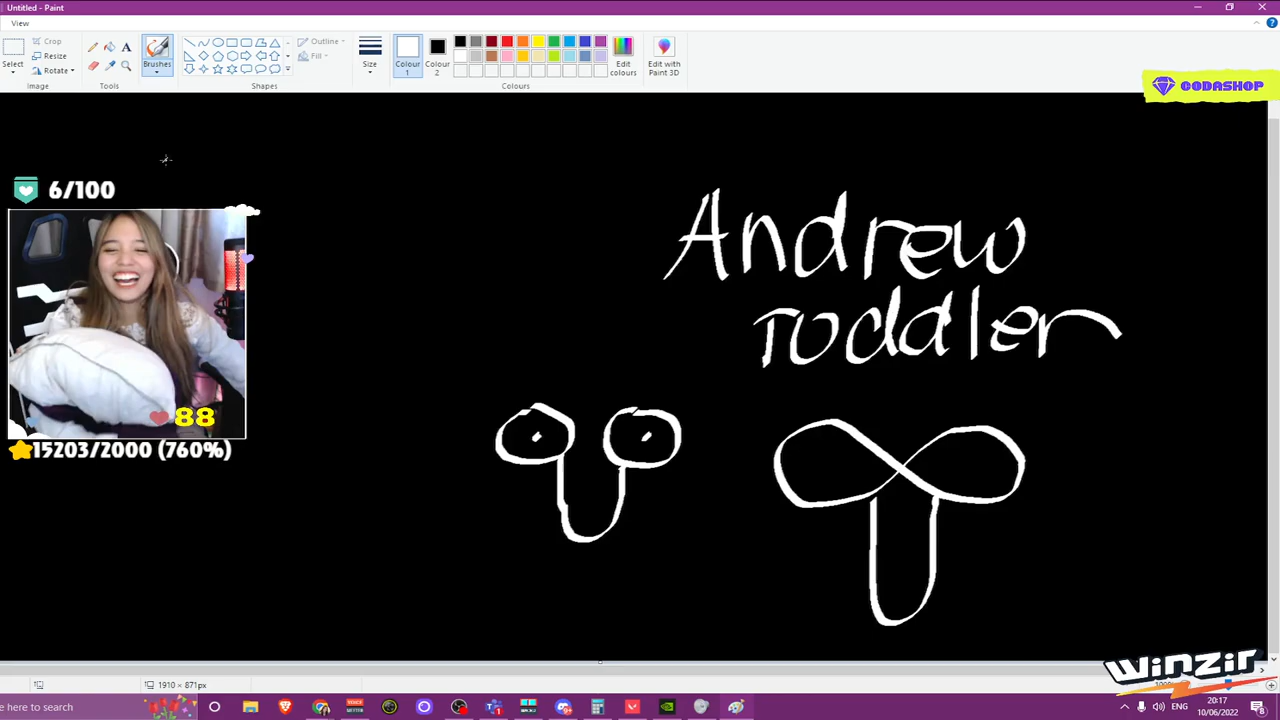 Untitled - Paint
View
Crop
Resize
Rotate
Select
Image
Tools
Brushes
Shapes
Outline
Fill
Size
Colour 1
Colour 2
Edit colours
Edit with Paint 3D
Colours
CODASHOP
6/100
88
15203/2000 (760%)
Andrew
Toddler
1910 × 871px
100%
WINZIR
e here to search
ENG
20:17
10/06/2022